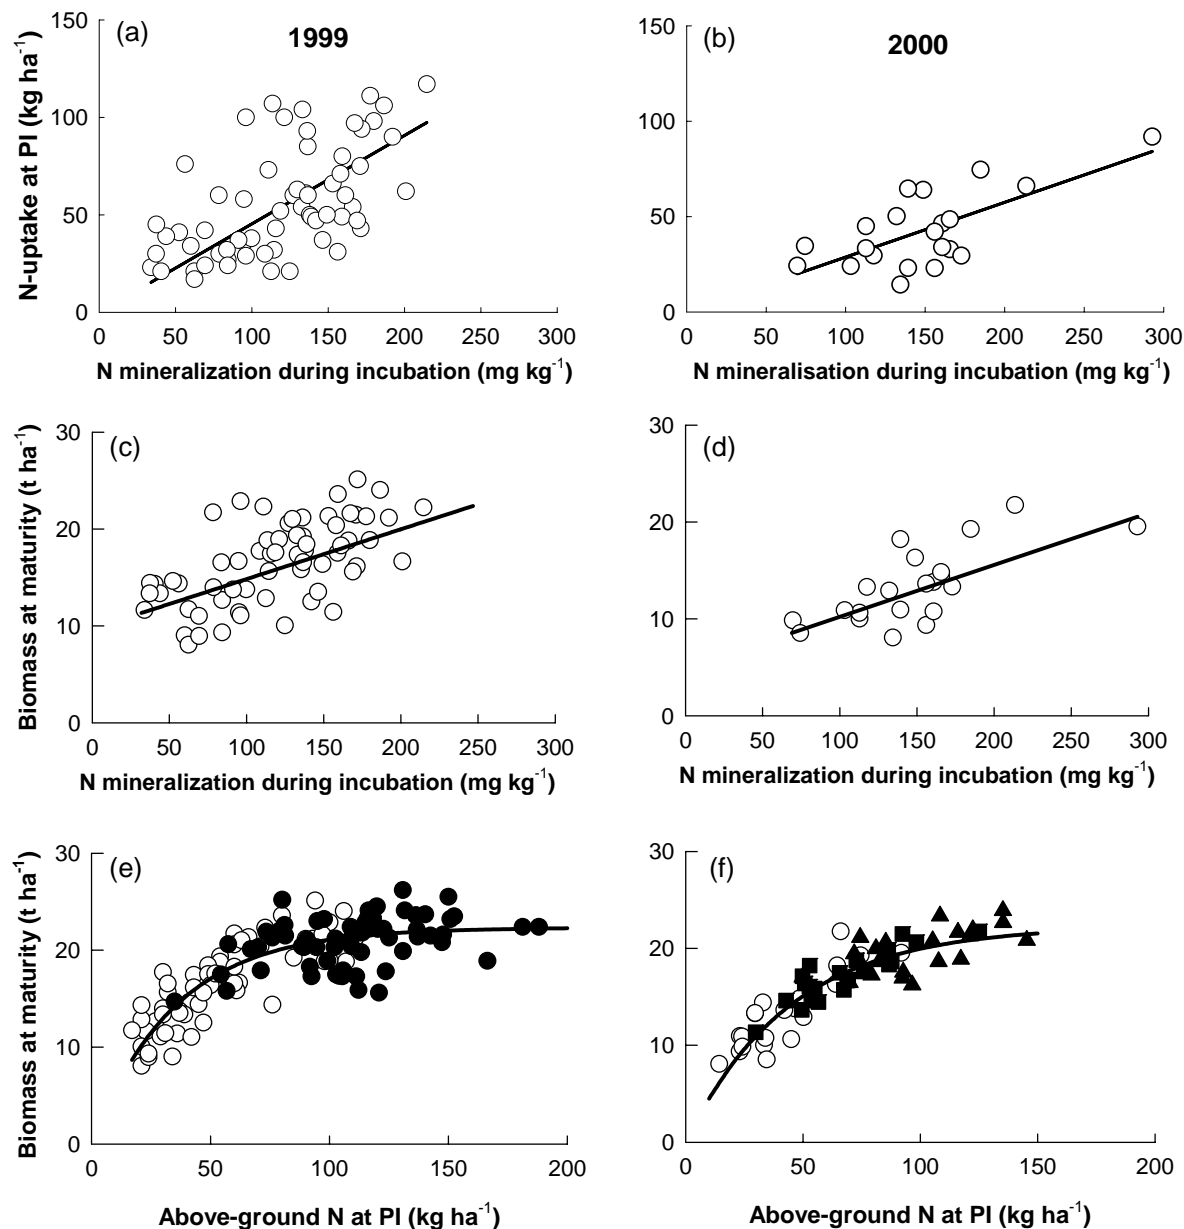 (a)
1999
(b)
2000
N-uptake at PI (kg ha⁻¹)
150
100
50
0
0 50 100 150 200 250 300
N mineralization during incubation (mg kg⁻¹)
150
100
50
0
0 50 100 150 200 250 300
N mineralisation during incubation (mg kg⁻¹)
(c)
Biomass at maturity (t ha⁻¹)
30
20
10
0
0 50 100 150 200 250 300
N mineralization during incubation (mg kg⁻¹)
(d)
30
20
10
0
0 50 100 150 200 250 300
N mineralization during incubation (mg kg⁻¹)
(e)
Biomass at maturity (t ha⁻¹)
30
20
10
0
0 50 100 150 200
Above-ground N at PI (kg ha⁻¹)
(f)
30
20
10
0
0 50 100 150 200
Above-ground N at PI (kg ha⁻¹)